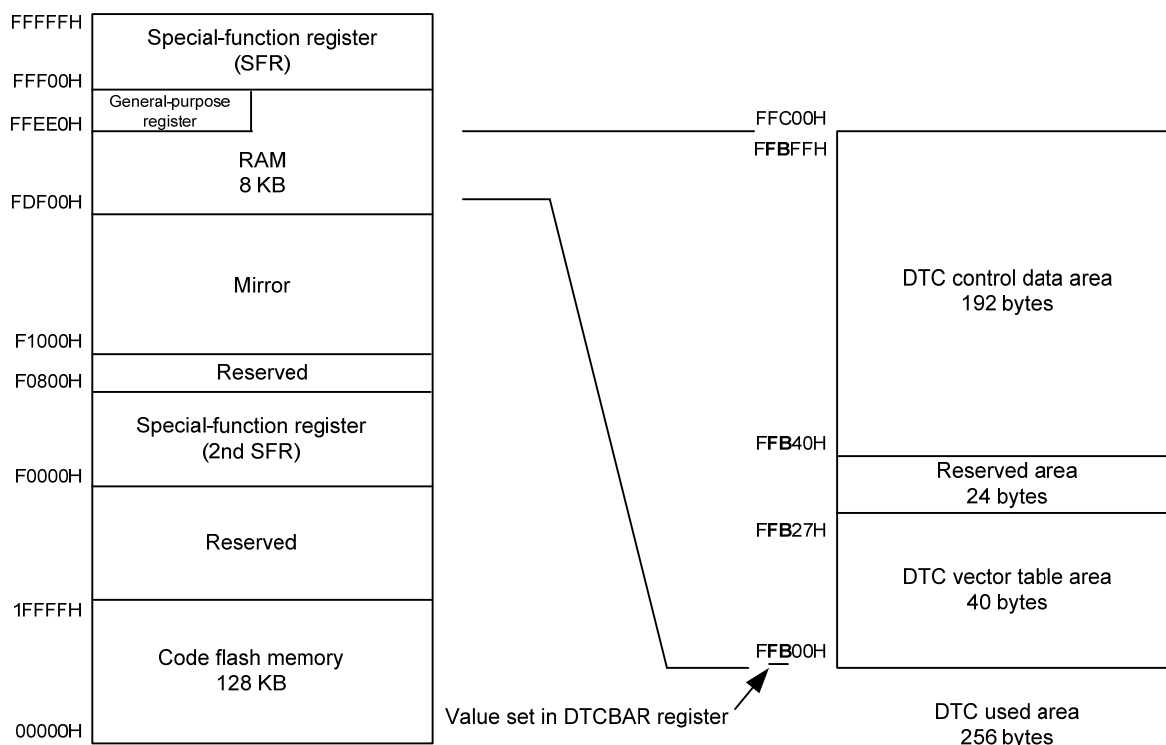 FFFFFH
Special-function register
(SFR)
FFF00H
General-purpose
register
FFEE0H
RAM
8 KB
FDF00H
Mirror
F1000H
Reserved
F0800H
Special-function register
(2nd SFR)
F0000H
Reserved
1FFFFH
Code flash memory
128 KB
00000H
FFC00H
FFBFFH
DTC control data area
192 bytes
FFB40H
Reserved area
24 bytes
FFB27H
DTC vector table area
40 bytes
FFB00H
Value set in DTCBAR register
DTC used area
256 bytes